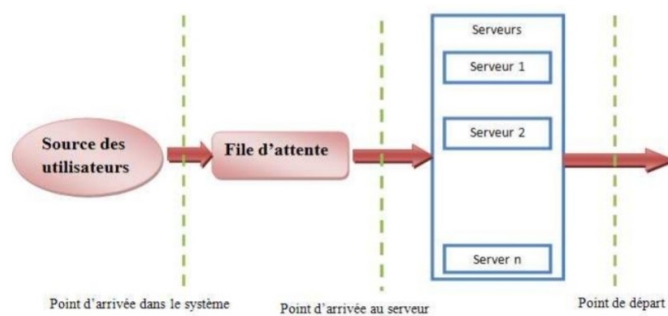 Serveurs
Serveur 1
Source des
utilisateurs
File d'attente
Serveur 2
Server n
Point d'arrivée dans le système
Point d'arrivée au serveur
Point de départ